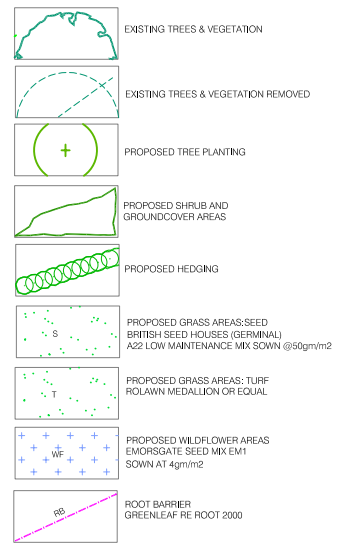 EXISTING TREES & VEGETATION
EXISTING TREES & VEGETATION REMOVED
PROPOSED TREE PLANTING
PROPOSED SHRUB AND
GROUNDCOVER AREAS
PROPOSED HEDGING
S
PROPOSED GRASS AREAS:SEED
BRITISH SEED HOUSES (GERMINAL)
A22 LOW MAINTENANCE MIX SOWN @50gm/m2
T
PROPOSED GRASS AREAS: TURF
ROLAWN MEDALLION OR EQUAL
WF
PROPOSED WILDFLOWER AREAS
EMORSGATE SEED MIX EM1
SOWN AT 4gm/m2
RB
ROOT BARRIER
GREENLEAF RE ROOT 2000